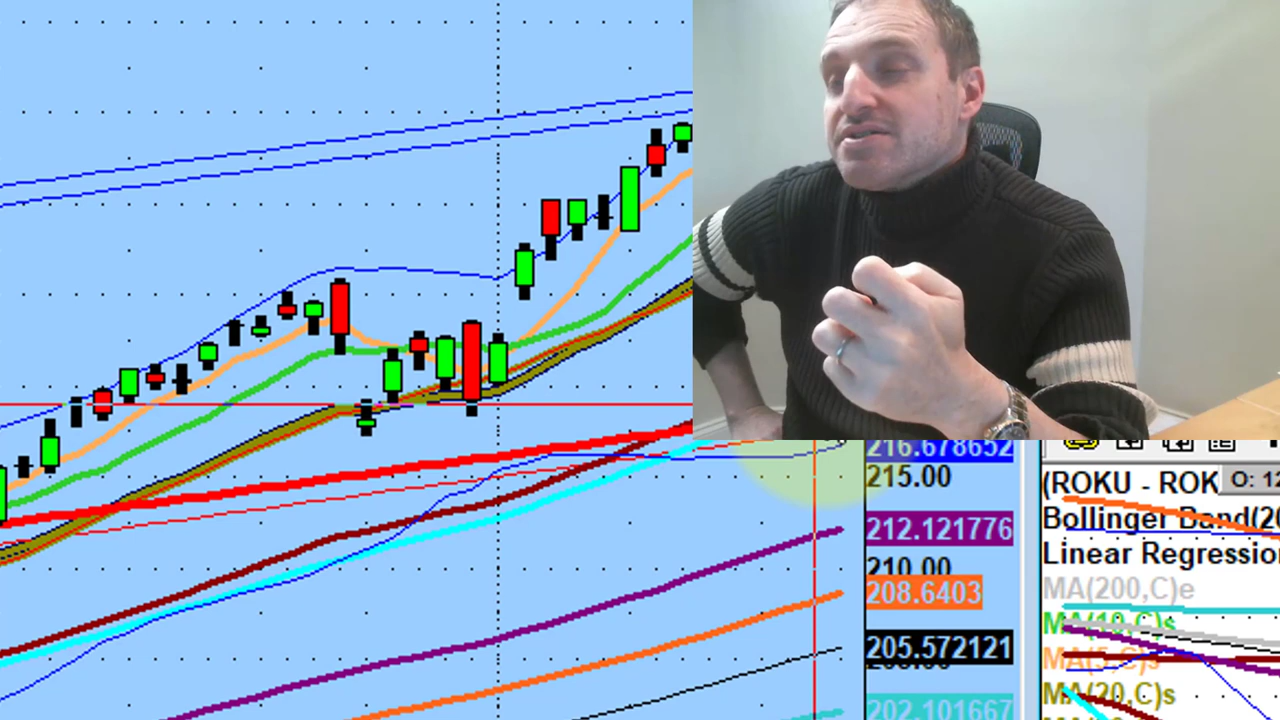 216.678652
215.00
212.121776
210.00
208.6403
205.572121
202.101667
(ROKU - ROK
O: 12
Bollinger Band(20
Linear Regression
MA(200,C)e
MA(10,C)s
MA(5,C)s
MA(20,C)s